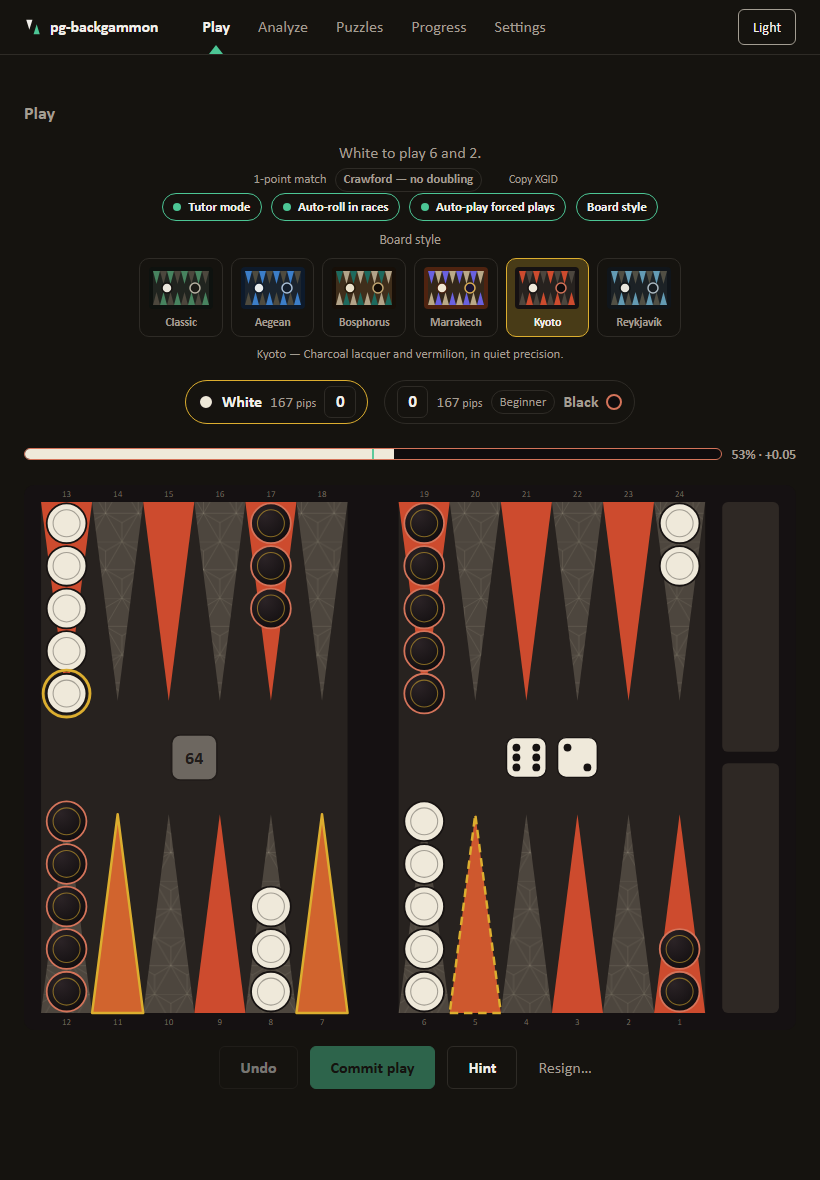 pg-backgammon Play Analyze Puzzles Progress Settings Light
Play
White to play 6 and 2.
1-point match Crawford — no doubling Copy XGID
Tutor mode Auto-roll in races Auto-play forced plays Board style
Board style
Classic Aegean Bosphorus Marrakech Kyoto Reykjavík
Kyoto — Charcoal lacquer and vermilion, in quiet precision.
White 167 pips 0 0 167 pips Beginner Black
53% · +0.05
13 14 15 16 17 18 19 20 21 22 23 24
64
12 11 10 9 8 7 6 5 4 3 2 1
Undo Commit play Hint Resign...